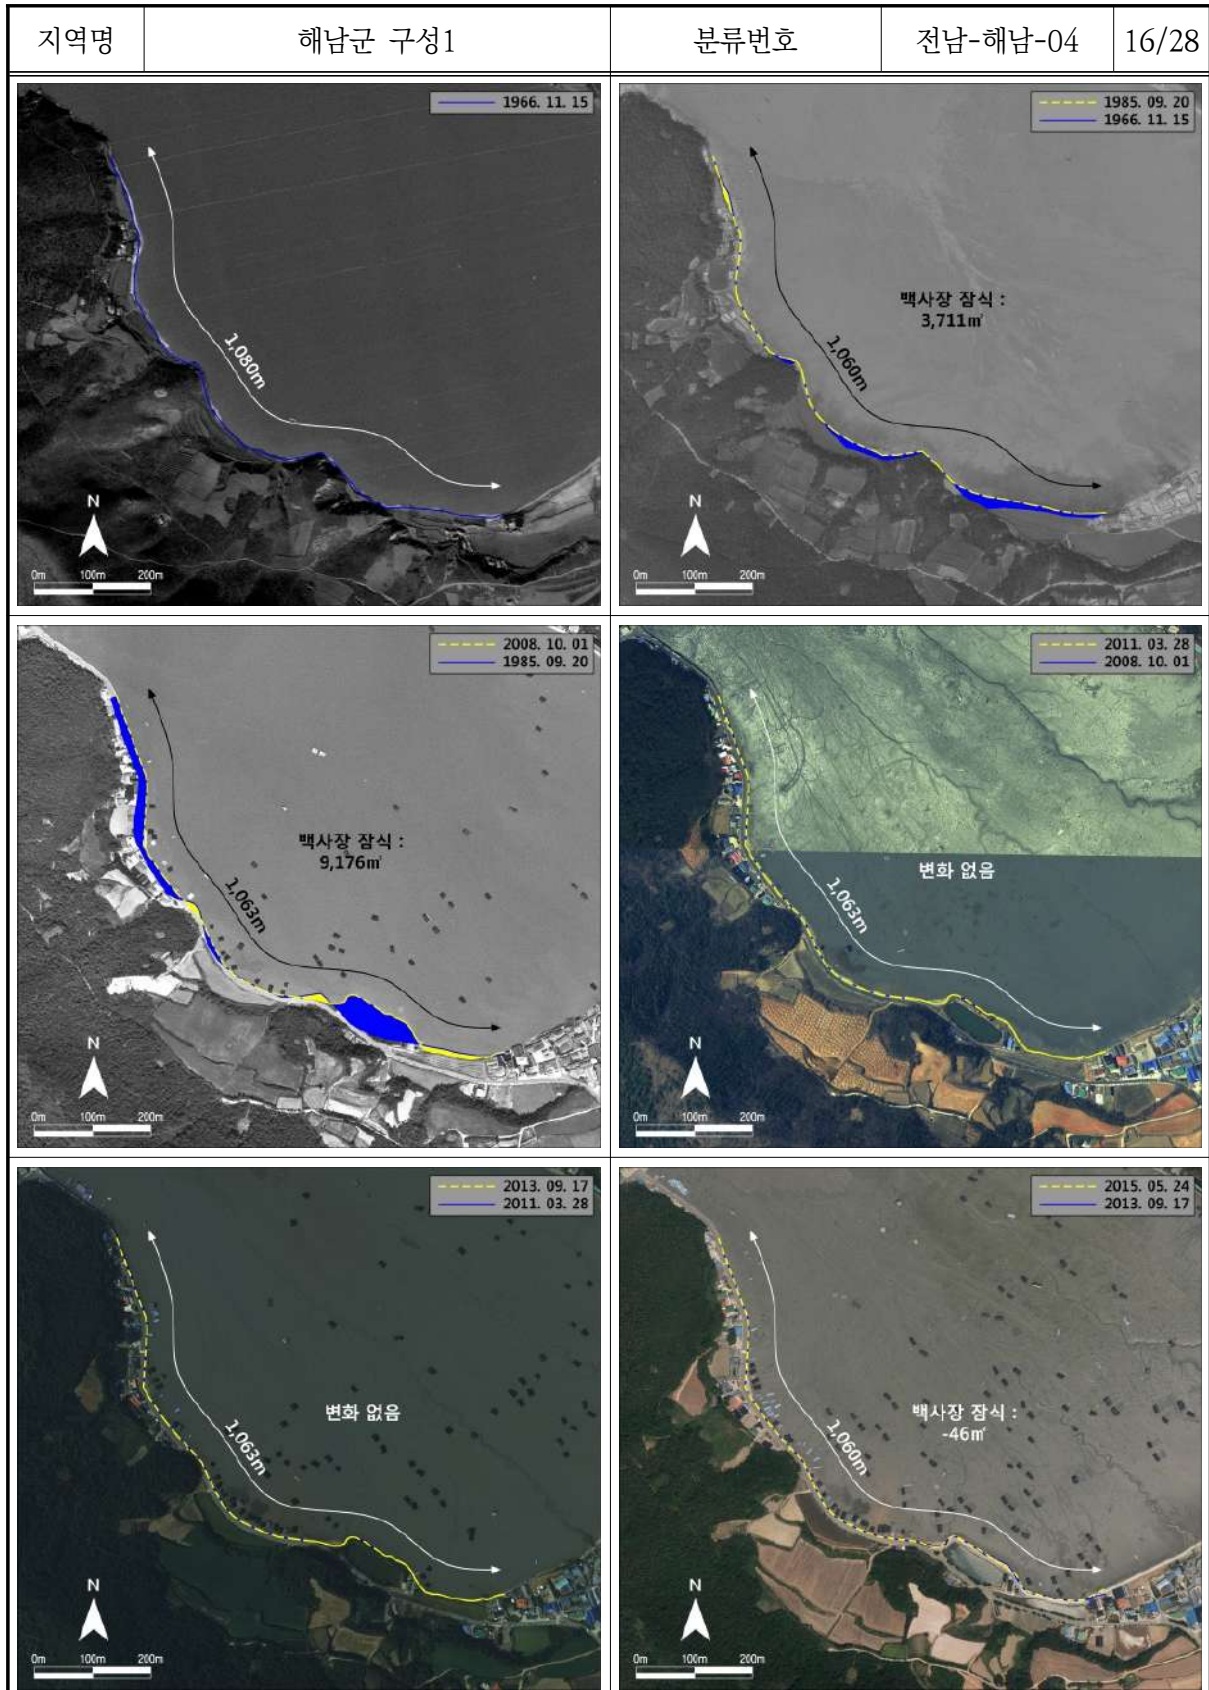 지역명 해남군 구성1 분류번호 전남-해남-04 16/28
1966. 11. 15
1,080m
N
0m 100m 200m
1985. 09. 20
1966. 11. 15
백사장 잠식 :
3,711㎡
1,060m
N
0m 100m 200m
2008. 10. 01
1985. 09. 20
백사장 잠식 :
9,176㎡
1,063m
N
0m 100m 200m
2011. 03. 28
2008. 10. 01
변화 없음
1,063m
N
0m 100m 200m
2013. 09. 17
2011. 03. 28
변화 없음
1,063m
N
0m 100m 200m
2015. 05. 24
2013. 09. 17
백사장 잠식 :
-46㎡
1,060m
N
0m 100m 200m